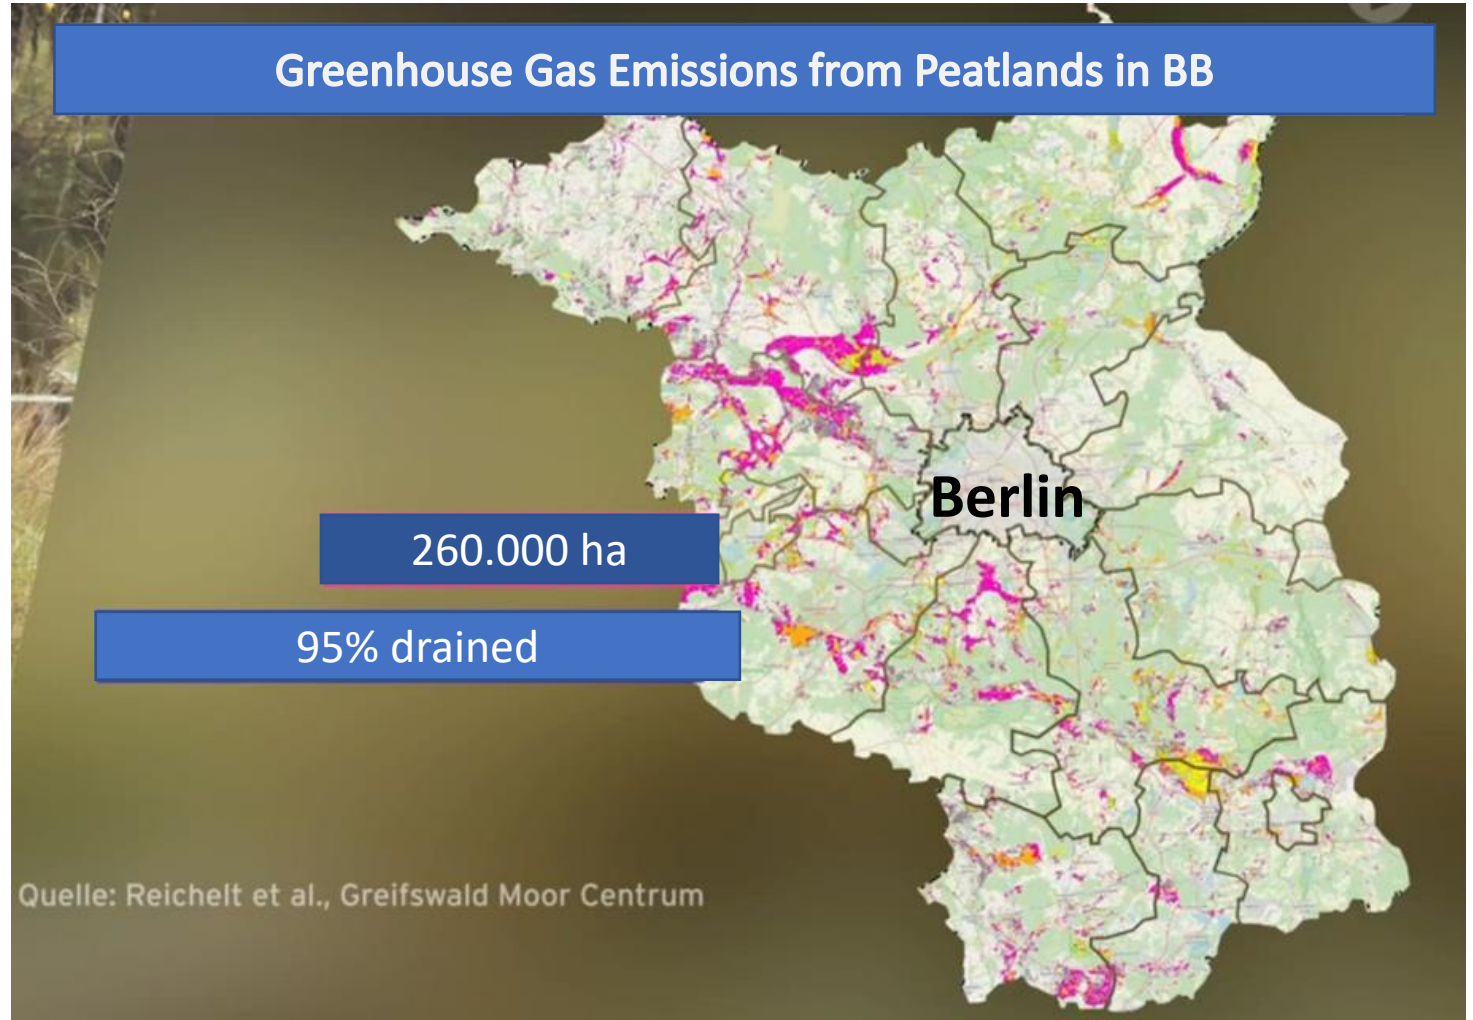 Greenhouse Gas Emissions from Peatlands in BB
Berlin
260.000 ha
95% drained
Quelle: Reichelt et al., Greifswald Moor Centrum